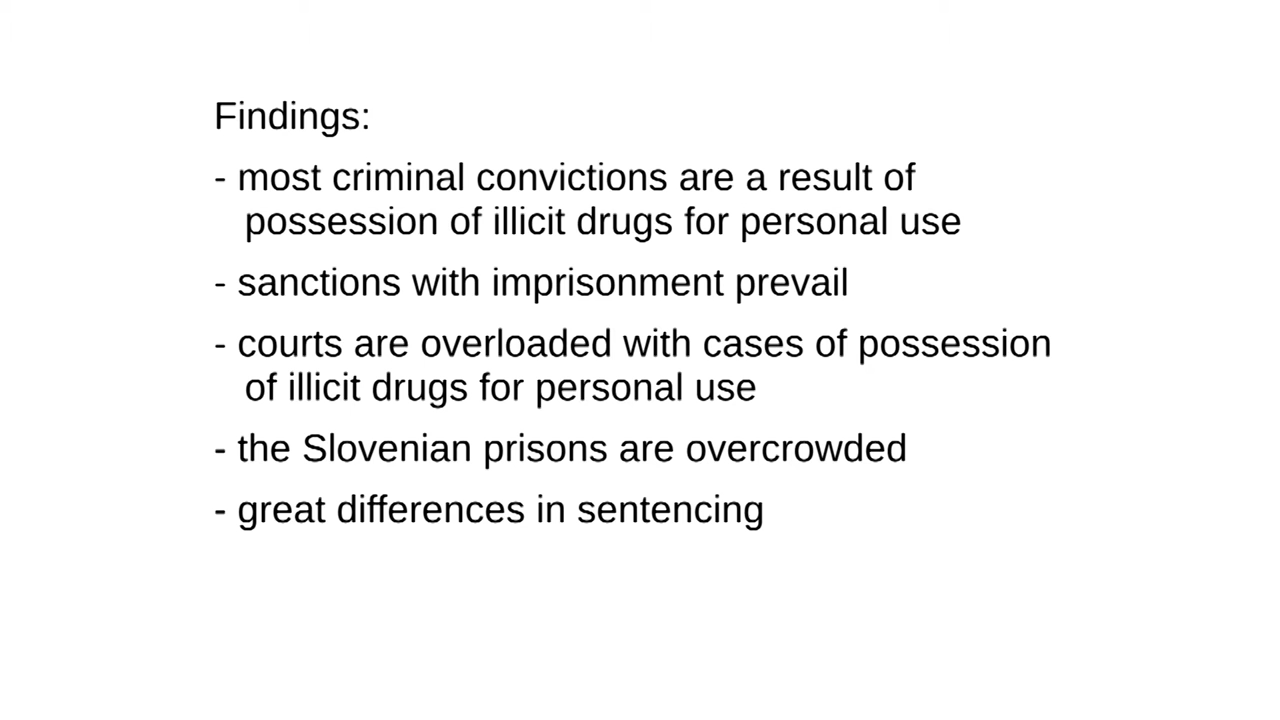 Findings:
- most criminal convictions are a result of
possession of illicit drugs for personal use
- sanctions with imprisonment prevail
- courts are overloaded with cases of possession
of illicit drugs for personal use
- the Slovenian prisons are overcrowded
- great differences in sentencing